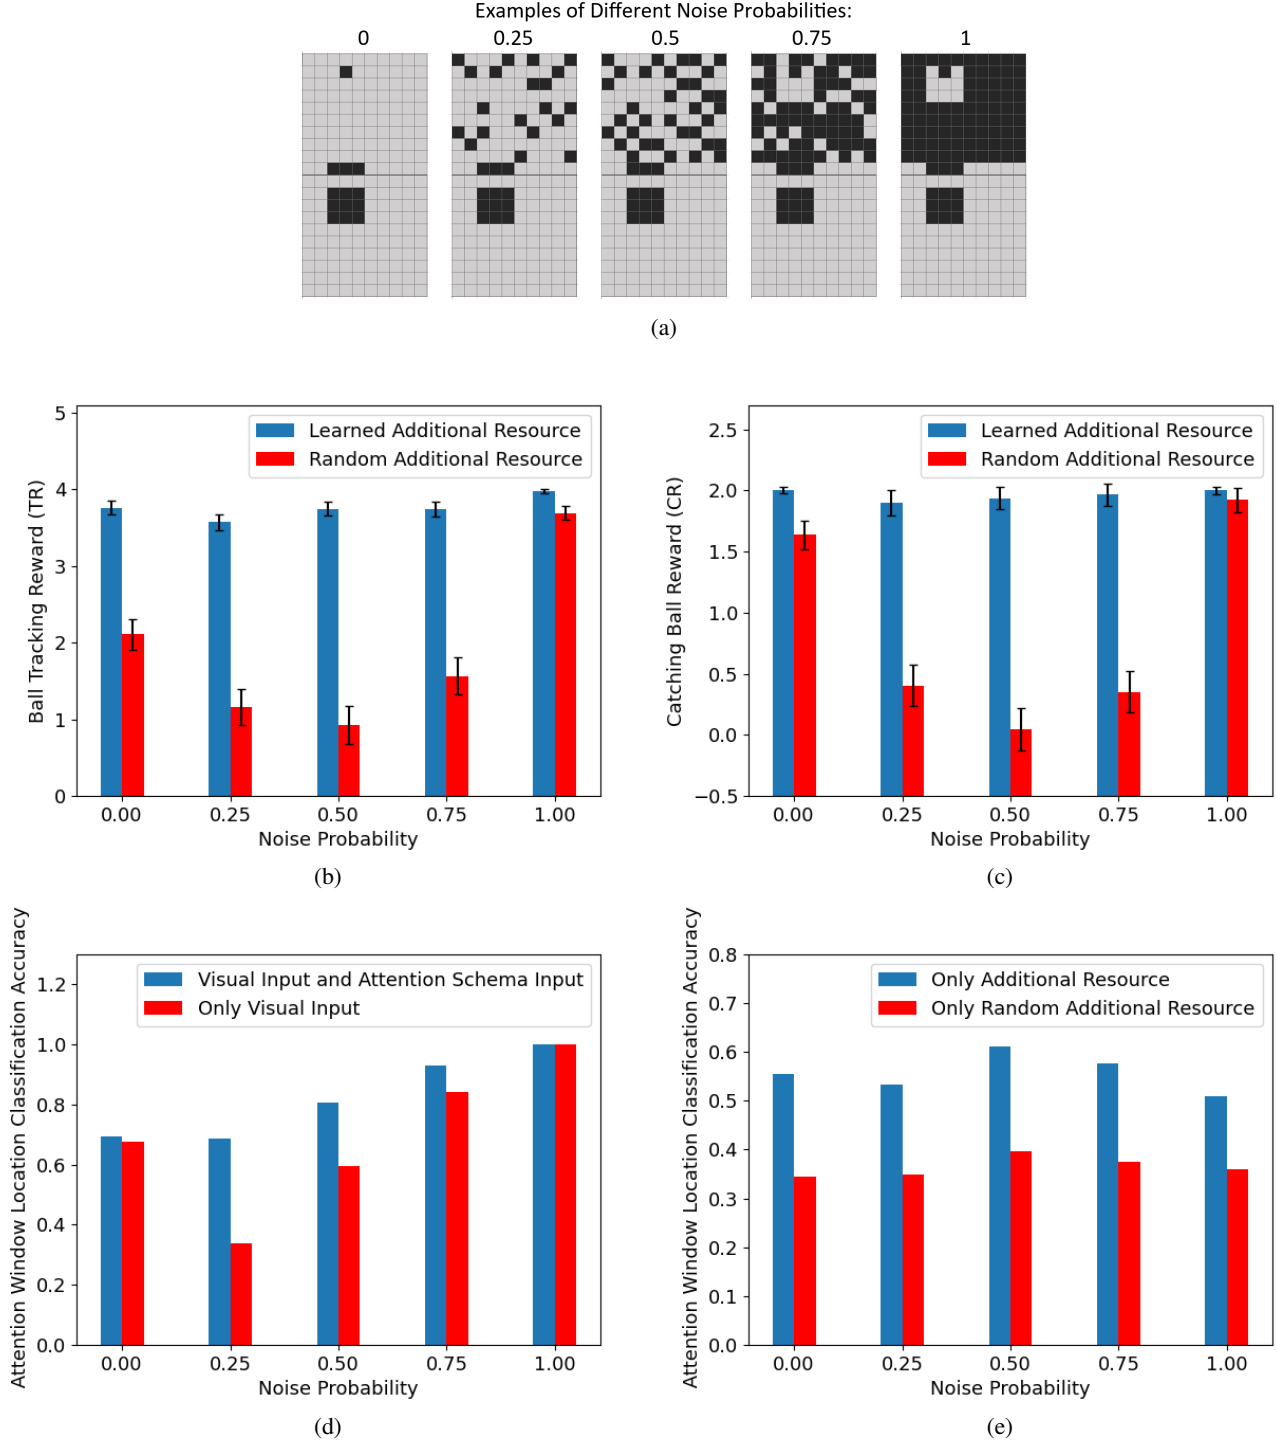 Examples of Different Noise Probabilities:
0 0.25 0.5 0.75 1
(a)
5
4
3
2
1
0
Ball Tracking Reward (TR)
Learned Additional Resource
Random Additional Resource
0.00 0.25 0.50 0.75 1.00
Noise Probability
(b)
2.5
2.0
1.5
1.0
0.5
0.0
−0.5
Catching Ball Reward (CR)
Learned Additional Resource
Random Additional Resource
0.00 0.25 0.50 0.75 1.00
Noise Probability
(c)
1.2
1.0
0.8
0.6
0.4
0.2
0.0
Attention Window Location Classification Accuracy
Visual Input and Attention Schema Input
Only Visual Input
0.00 0.25 0.50 0.75 1.00
Noise Probability
(d)
0.8
0.7
0.6
0.5
0.4
0.3
0.2
0.1
0.0
Attention Window Location Classification Accuracy
Only Additional Resource
Only Random Additional Resource
0.00 0.25 0.50 0.75 1.00
Noise Probability
(e)